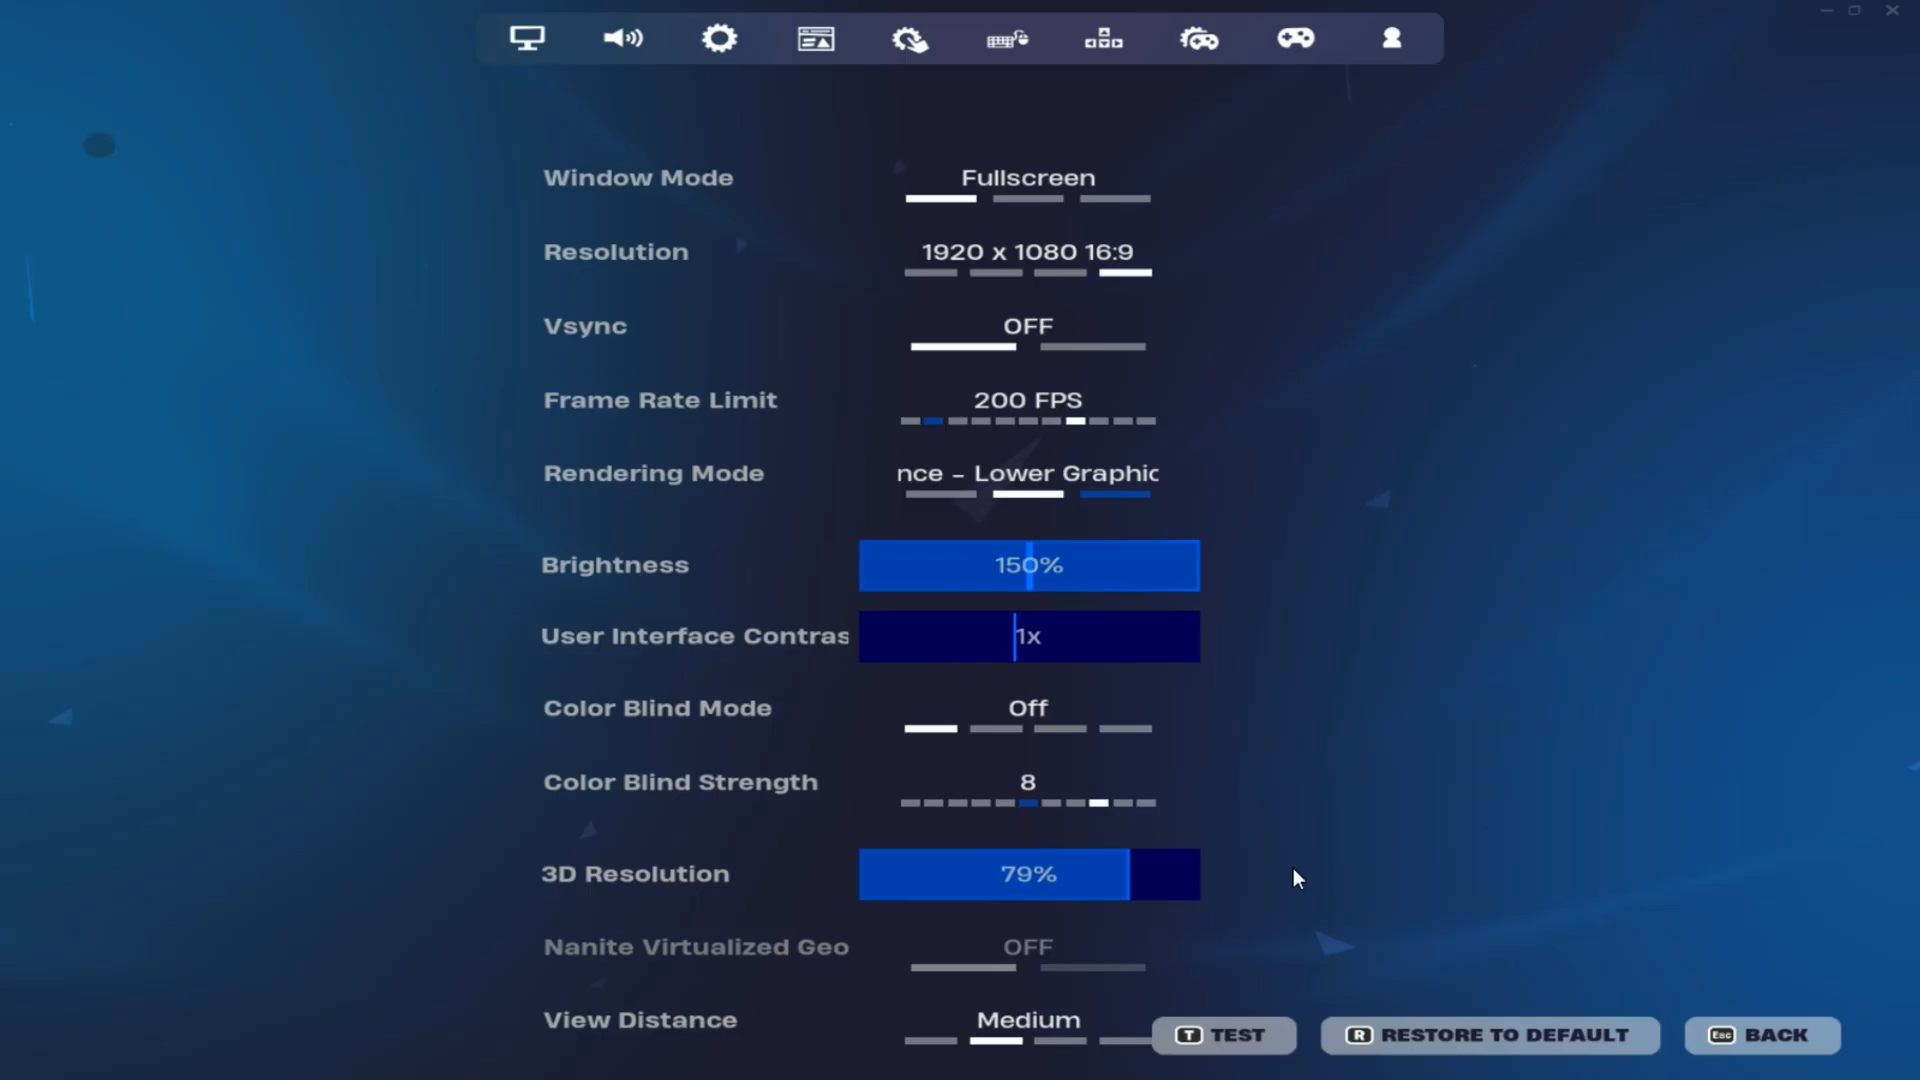 Window Mode
Fullscreen
Resolution
1920 x 1080 16:9
Vsync
OFF
Frame Rate Limit
200 FPS
Rendering Mode
nce – Lower Graphic
Brightness
150%
User Interface Contras
1x
Color Blind Mode
Off
Color Blind Strength
8
3D Resolution
79%
Nanite Virtualized Geo
OFF
View Distance
Medium
T TEST
R RESTORE TO DEFAULT
Esc BACK